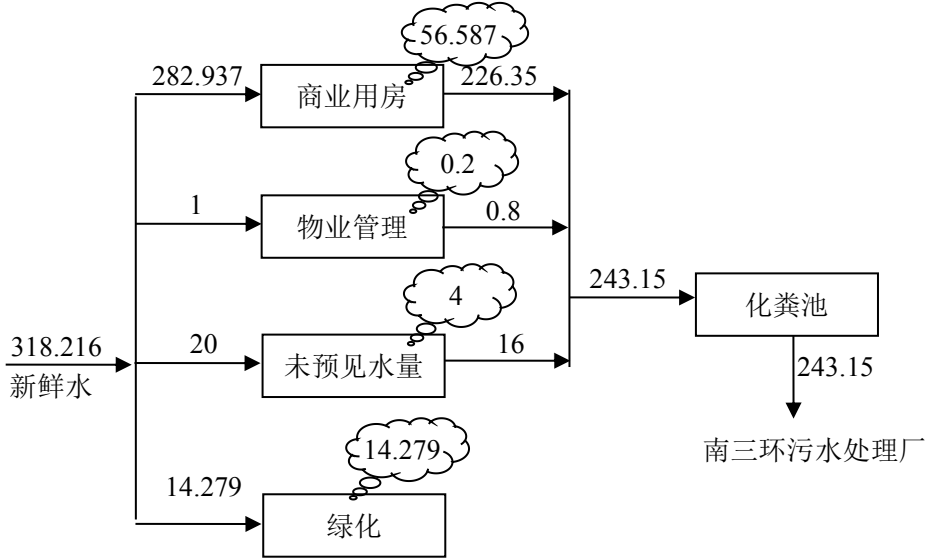 56.587
282.937
商业用房
226.35
0.2
1
物业管理
0.8
243.15
化粪池
4
318.216
新鲜水
20
未预见水量
16
243.15
南三环污水处理厂
14.279
14.279
绿化